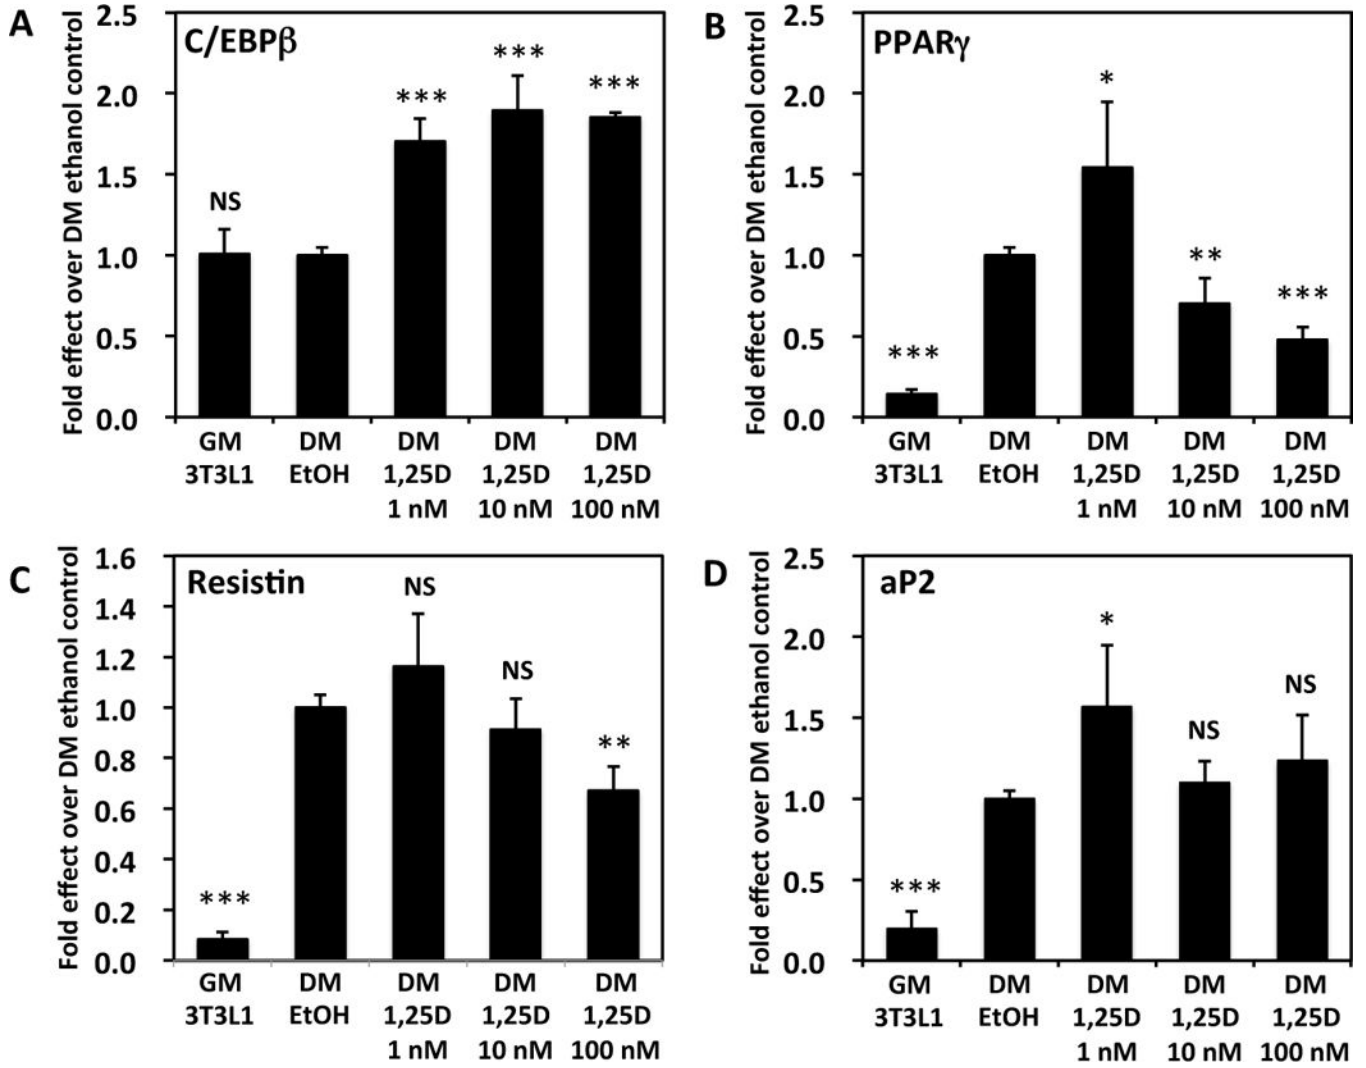 A
C/EBPβ
Fold effect over DM ethanol control
2.5
2.0
1.5
1.0
0.5
0.0
NS
***
***
***
GM DM DM DM DM
3T3L1 EtOH 1,25D 1,25D 1,25D
1 nM 10 nM 100 nM
B
PPARγ
Fold effect over DM ethanol control
2.5
2.0
1.5
1.0
0.5
0.0
***
*
**
***
GM DM DM DM DM
3T3L1 EtOH 1,25D 1,25D 1,25D
1 nM 10 nM 100 nM
C
Resistin
Fold effect over DM ethanol control
1.6
1.4
1.2
1.0
0.8
0.6
0.4
0.2
0.0
***
NS
NS
**
GM DM DM DM DM
3T3L1 EtOH 1,25D 1,25D 1,25D
1 nM 10 nM 100 nM
D
aP2
Fold effect over DM ethanol control
2.5
2.0
1.5
1.0
0.5
0.0
***
*
NS
NS
GM DM DM DM DM
3T3L1 EtOH 1,25D 1,25D 1,25D
1 nM 10 nM 100 nM